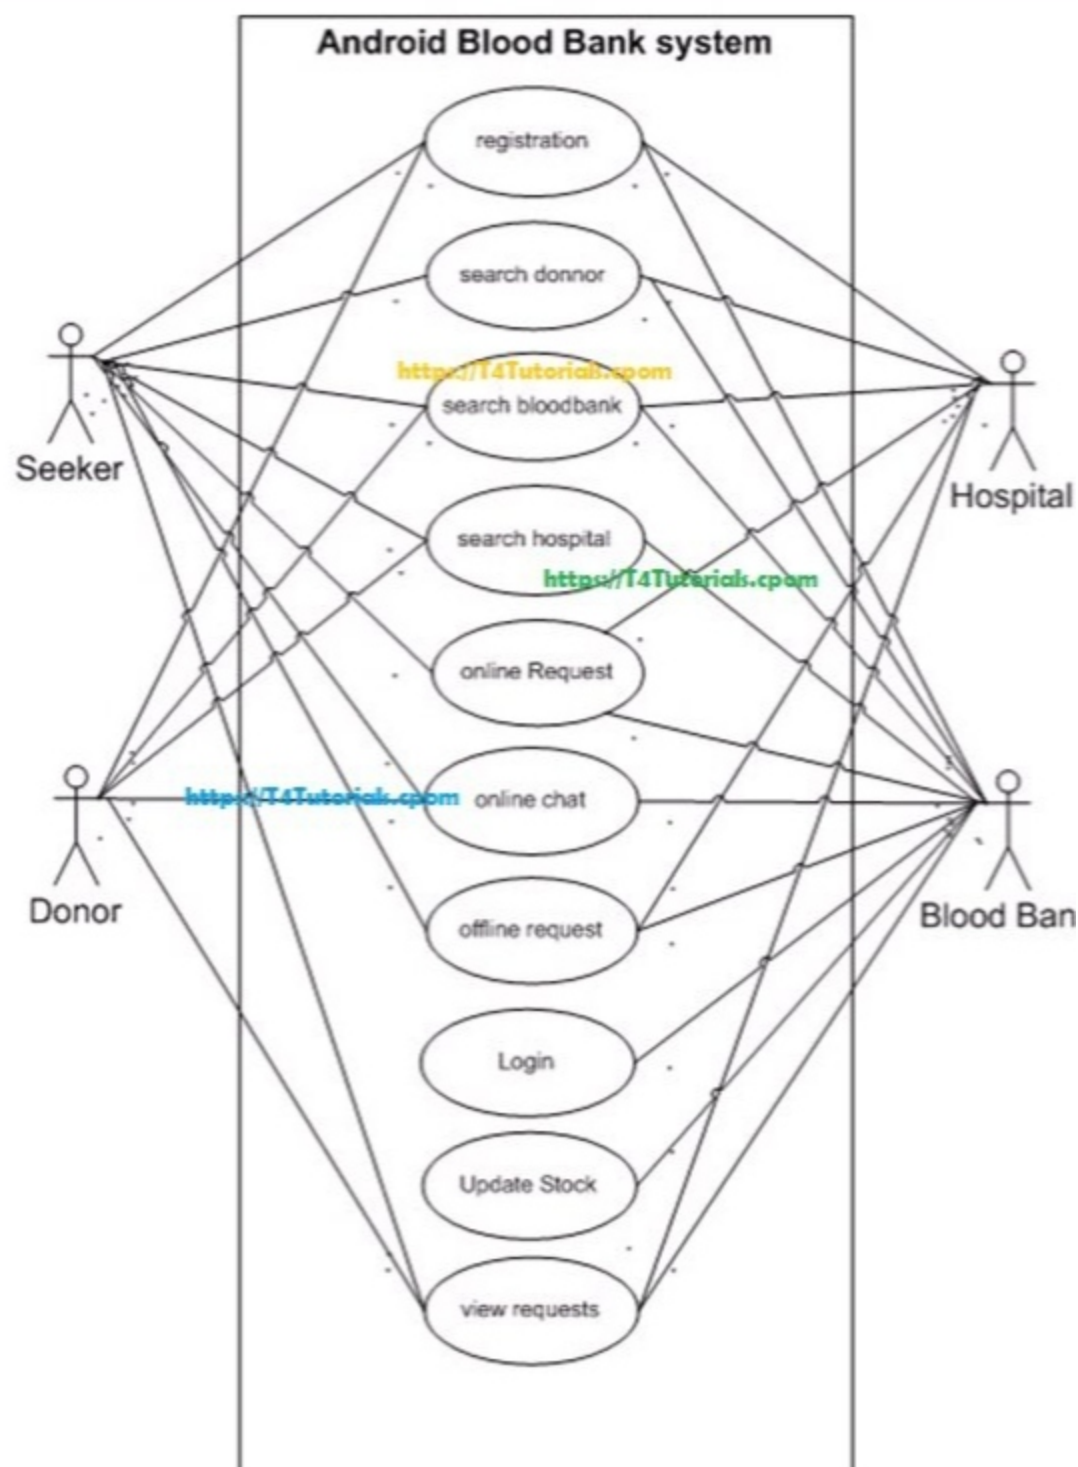 Android Blood Bank system
registration
search donnor
https://T4Tutorials.cpom
search bloodbank
Seeker
Hospital
search hospital
https://T4Tutorials.cpom
online Request
https://T4Tutorials.cpom
online chat
Donor
Blood Ban
offline request
Login
Update Stock
view requests